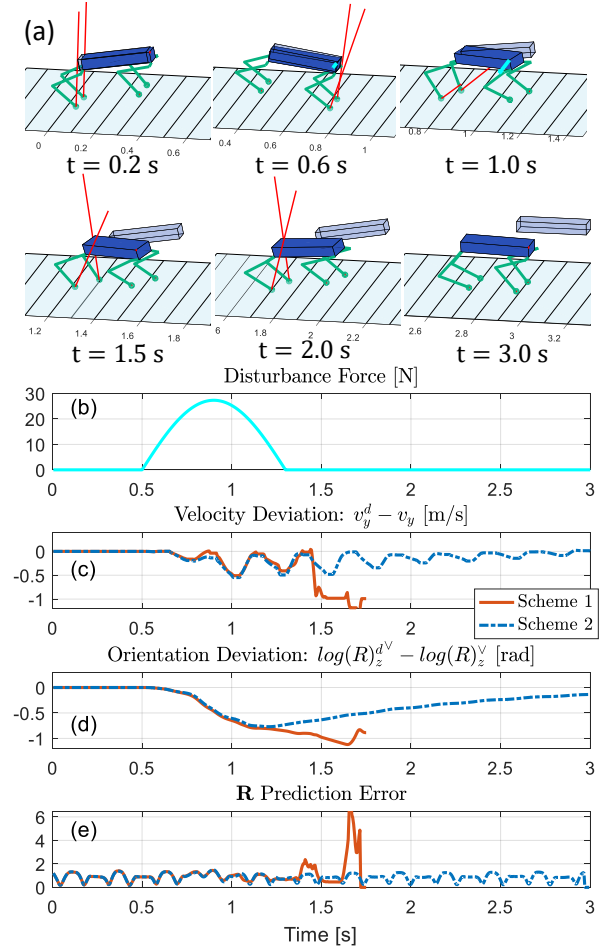 (a)
0 0.2 0.4 0.6
0.4 0.6 0.8 1
0.8 1 1.2 1.4
t = 0.2 s t = 0.6 s t = 1.0 s
1.2 1.4 1.6 1.8
1.6 1.8 2 2.2
2.6 2.8 3 3.2
t = 1.5 s t = 2.0 s t = 3.0 s
Disturbance Force [N]
30
20
10
0
(b)
0 0.5 1 1.5 2 2.5 3
Velocity Deviation: $v_y^d - v_y$ [m/s]
0
-0.5
-1
(c)
Scheme 1
Scheme 2
0 0.5 1 1.5 2 2.5 3
Orientation Deviation: $log(R)_z^{d^\vee} - log(R)_z^\vee$ [rad]
0
-0.5
-1
(d)
0 0.5 1 1.5 2 2.5 3
R Prediction Error
6
4
2
0
(e)
0 0.5 1 1.5 2 2.5 3
Time [s]